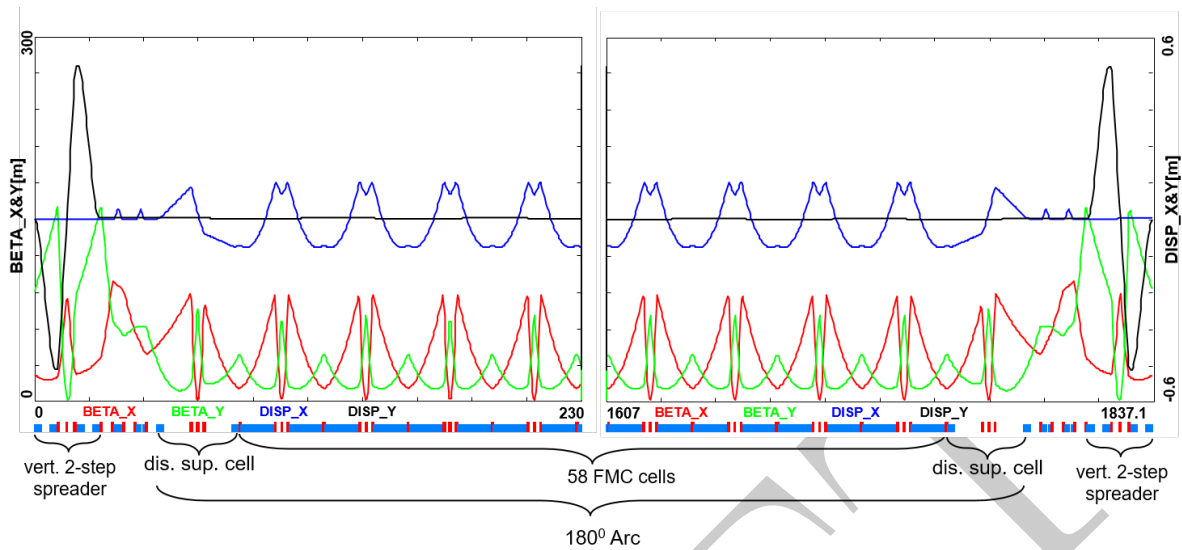 300
0
BETA_X&Y[m]
0.6
-0.6
DISP_X&Y[m]
0 BETA_X BETA_Y DISP_X DISP_Y 230
1607 BETA_X BETA_Y DISP_X DISP_Y 1837.1
vert. 2-step
spreader
dis. sup. cell
58 FMC cells
dis. sup. cell
vert. 2-step
spreader
180⁰ Arc